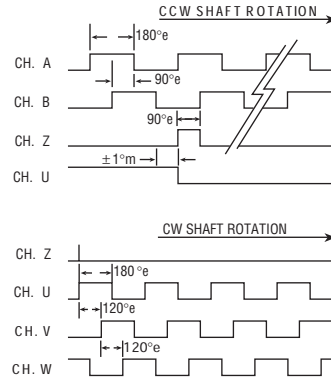 CCW SHAFT ROTATION
180°e
CH. A
90°e
CH. B
90°e
CH. Z
±1°m
CH. U
CW SHAFT ROTATION
CH. Z
180°e
CH. U
120°e
CH. V
120°e
CH. W